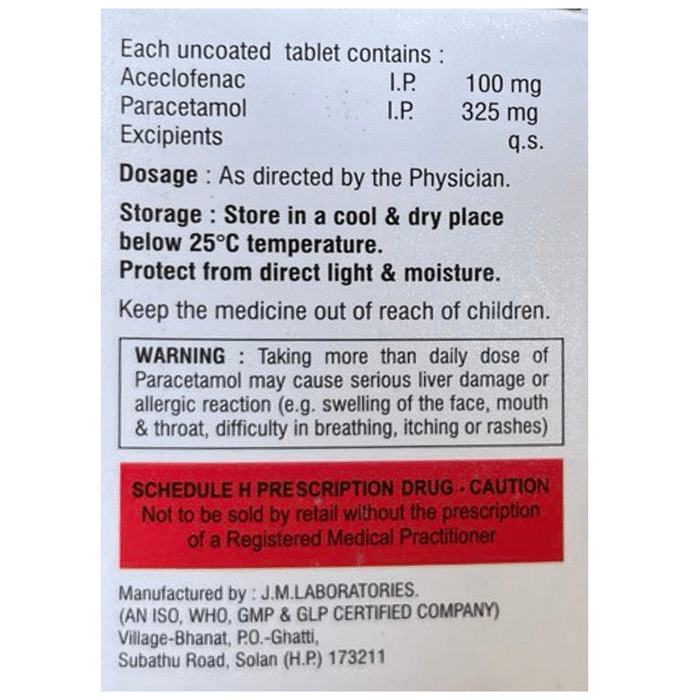 Each uncoated tablet contains :
Aceclofenac I.P. 100 mg
Paracetamol I.P. 325 mg
Excipients q.s.
Dosage : As directed by the Physician.
Storage : Store in a cool & dry place
below 25°C temperature.
Protect from direct light & moisture.
Keep the medicine out of reach of children.
WARNING : Taking more than daily dose of
Paracetamol may cause serious liver damage or
allergic reaction (e.g. swelling of the face, mouth
& throat, difficulty in breathing, itching or rashes)
SCHEDULE H PRESCRIPTION DRUG - CAUTION
Not to be sold by retail without the prescription
of a Registered Medical Practitioner
Manufactured by : J.M.LABORATORIES.
(AN ISO, WHO, GMP & GLP CERTIFIED COMPANY)
Village-Bhanat, P.O.-Ghatti,
Subathu Road, Solan (H.P.) 173211